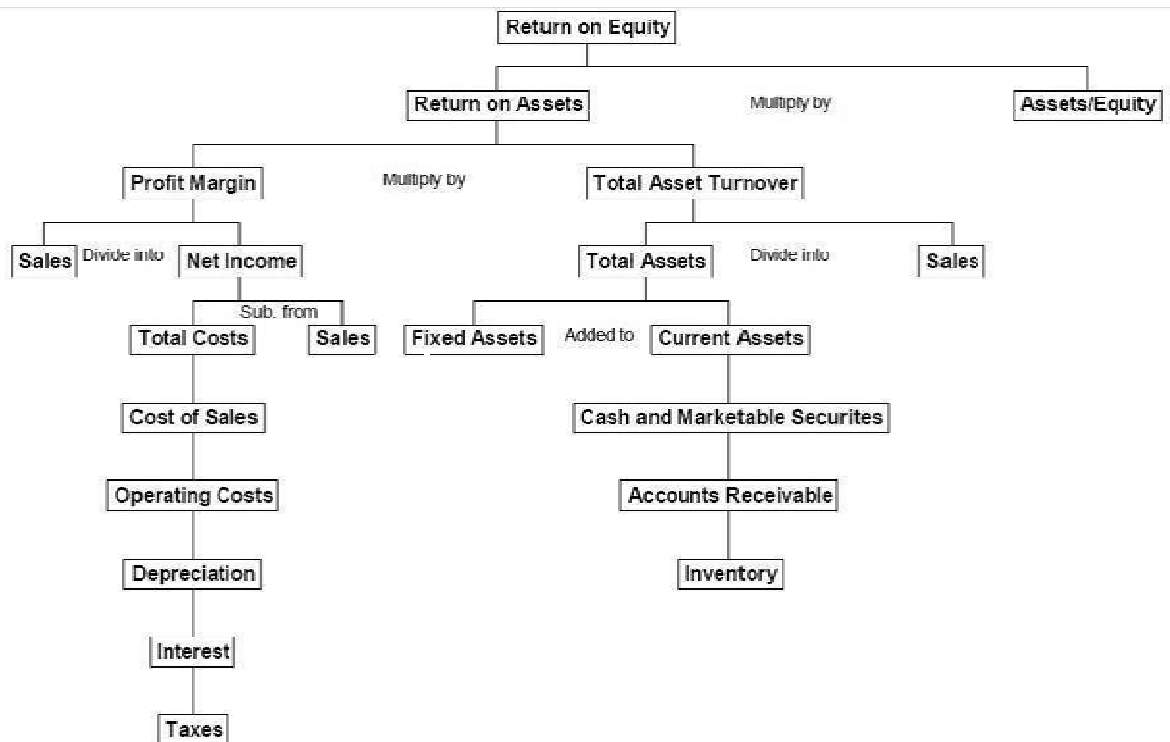 Return on Equity
Return on Assets
Multiply by
Assets/Equity
Profit Margin
Multiply by
Total Asset Turnover
Sales
Divide into
Net Income
Total Assets
Divide into
Sales
Sub. from
Total Costs
Sales
Fixed Assets
Added to
Current Assets
Cost of Sales
Cash and Marketable Securites
Operating Costs
Accounts Receivable
Depreciation
Inventory
Interest
Taxes